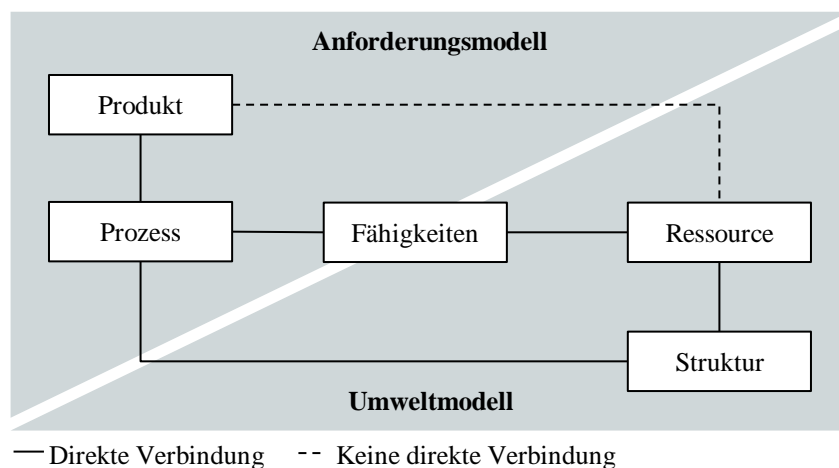 Anforderungsmodell
Produkt
Prozess
Fähigkeiten
Ressource
Struktur
Umweltmodell
Direkte Verbindung
Keine direkte Verbindung